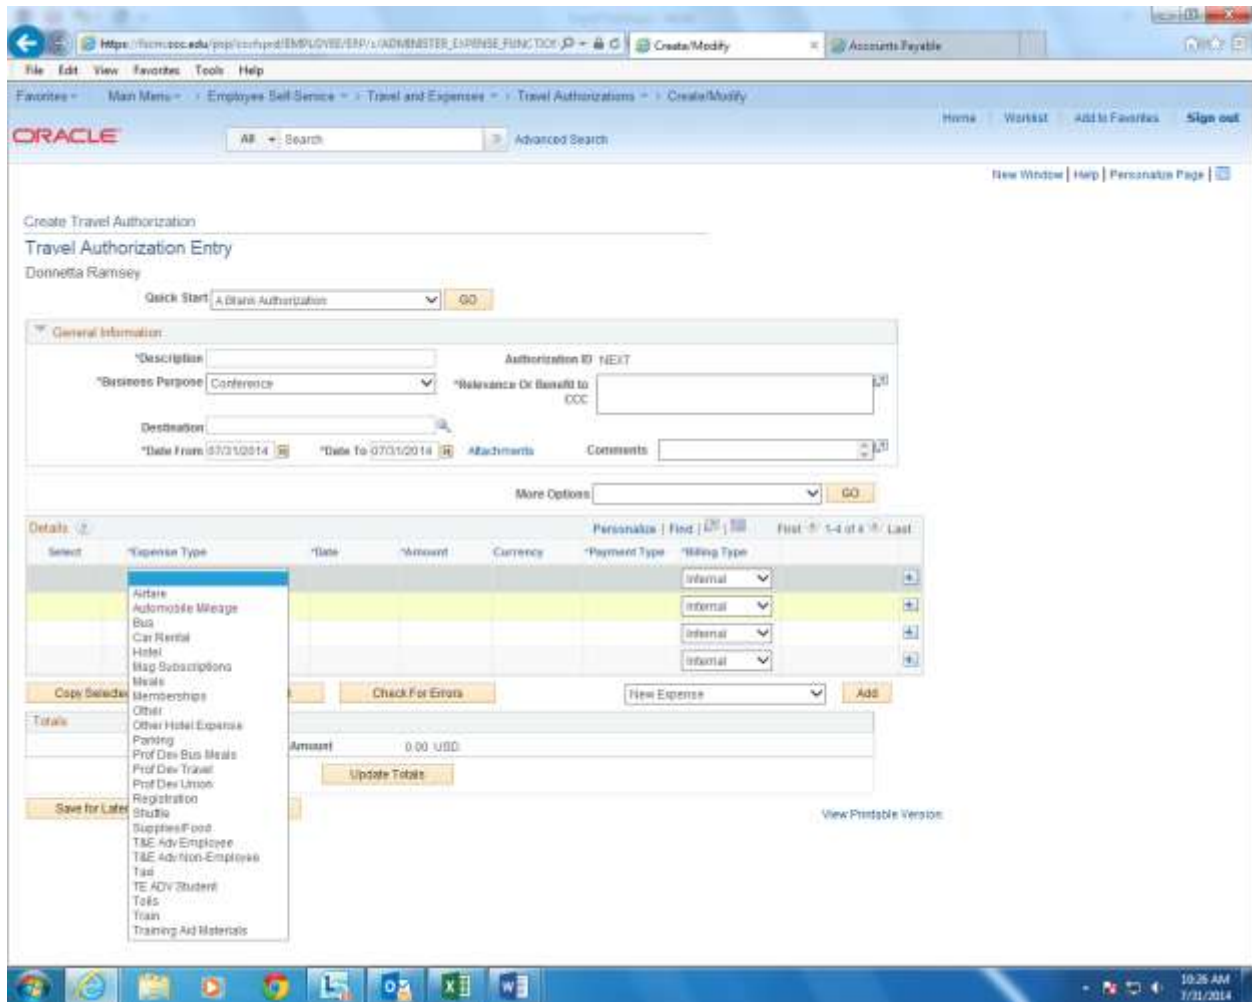 Create/Modify
Accounts Payable
File Edit View Favorites Tools Help
Favorites Main Menu Employee Self-Service Travel and Expenses Travel Authorizations Create/Modify
Home Worklist Add to Favorites Sign out
ORACLE
All Search Advanced Search
New Window | Help | Personalize Page |
Create Travel Authorization
Travel Authorization Entry
Donnetta Ramsey
Quick Start A Blank Authorization GO
General Information
*Description Authorization ID NEXT
*Business Purpose Conference *Relevance Or Benefit to
CCC
Destination
*Date From 07/31/2014 *Date To 07/31/2014 Attachments Comments
More Options GO
Details Personalize | Find | First 1-4 of 4 Last
Select *Expense Type *Date *Amount Currency *Payment Type *Billing Type
Internal
Airfare
Automobile Mileage Internal
Bus
Car Rental Internal
Hotel
Mag Subscriptions Internal
Meals
Copy Selected Memberships Check For Errors New Expense Add
Other
Totals Other Hotel Expense
Parking Amount 0.00 USD
Prof Dev Bus Meals
Prof Dev Travel Update Totals
Prof Dev Union
Registration
Save for Later Shuttle View Printable Version
Supplies/Food
T&E Adv Employee
T&E Adv Non-Employee
Taxi
TE ADV Student
Tolls
Train
Training Aid Materials
10:26 AM
7/31/2014